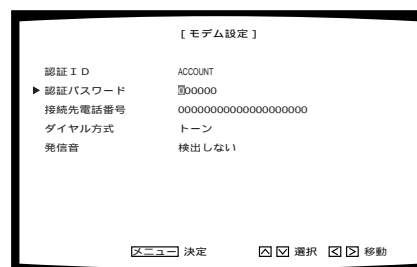 [モデム設定]
認証ID ACCOUNT
▶認証パスワード 000000
接続先電話番号 00000000000000000000
ダイヤル方式 トーン
発信音 検出しない
メニュー 決定 選択 移動